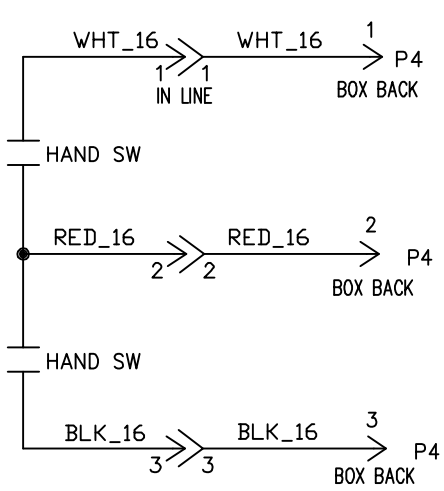 WHT_16 WHT_16 1
P4
1 1
IN LINE BOX BACK
HAND SW
RED_16 RED_16 2
P4
2 2
BOX BACK
HAND SW
BLK_16 BLK_16 3
P4
3 3
BOX BACK